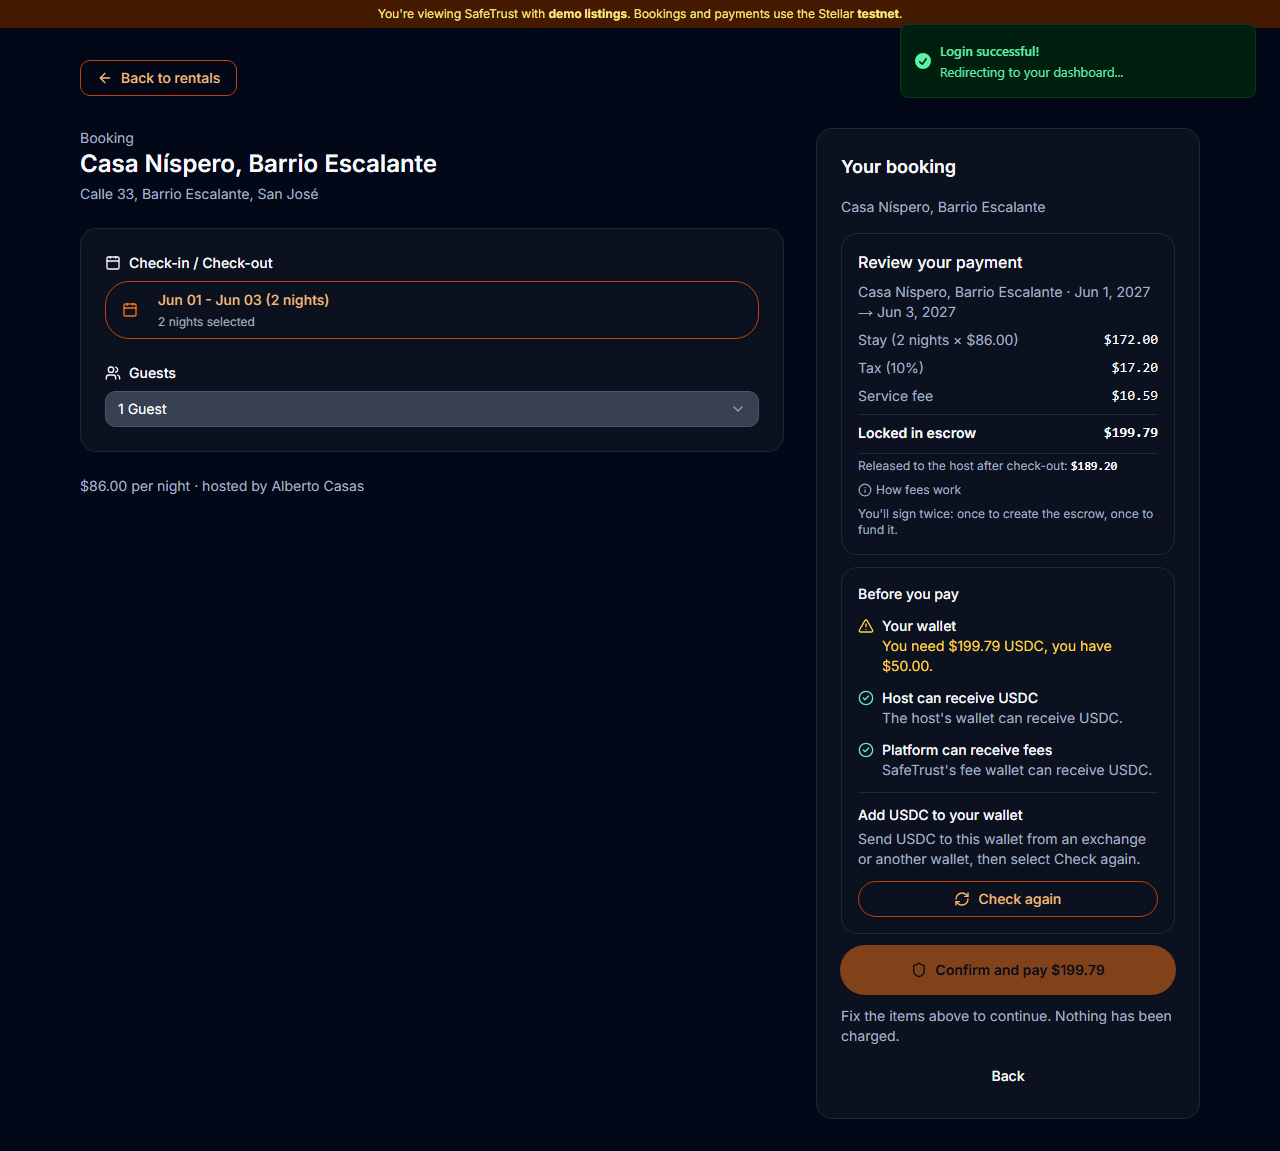 You're viewing SafeTrust with demo listings. Bookings and payments use the Stellar testnet.
Login successful!
Redirecting to your dashboard...
Back to rentals
Booking
Casa Níspero, Barrio Escalante
Calle 33, Barrio Escalante, San José
Check-in / Check-out
Jun 01 - Jun 03 (2 nights)
2 nights selected
Guests
1 Guest
$86.00 per night · hosted by Alberto Casas
Your booking
Casa Níspero, Barrio Escalante
Review your payment
Casa Níspero, Barrio Escalante · Jun 1, 2027
→ Jun 3, 2027
Stay (2 nights × $86.00) $172.00
Tax (10%) $17.20
Service fee $10.59
Locked in escrow $199.79
Released to the host after check-out: $189.20
How fees work
You'll sign twice: once to create the escrow, once to
fund it.
Before you pay
Your wallet
You need $199.79 USDC, you have
$50.00.
Host can receive USDC
The host's wallet can receive USDC.
Platform can receive fees
SafeTrust's fee wallet can receive USDC.
Add USDC to your wallet
Send USDC to this wallet from an exchange
or another wallet, then select Check again.
Check again
Confirm and pay $199.79
Fix the items above to continue. Nothing has been
charged.
Back